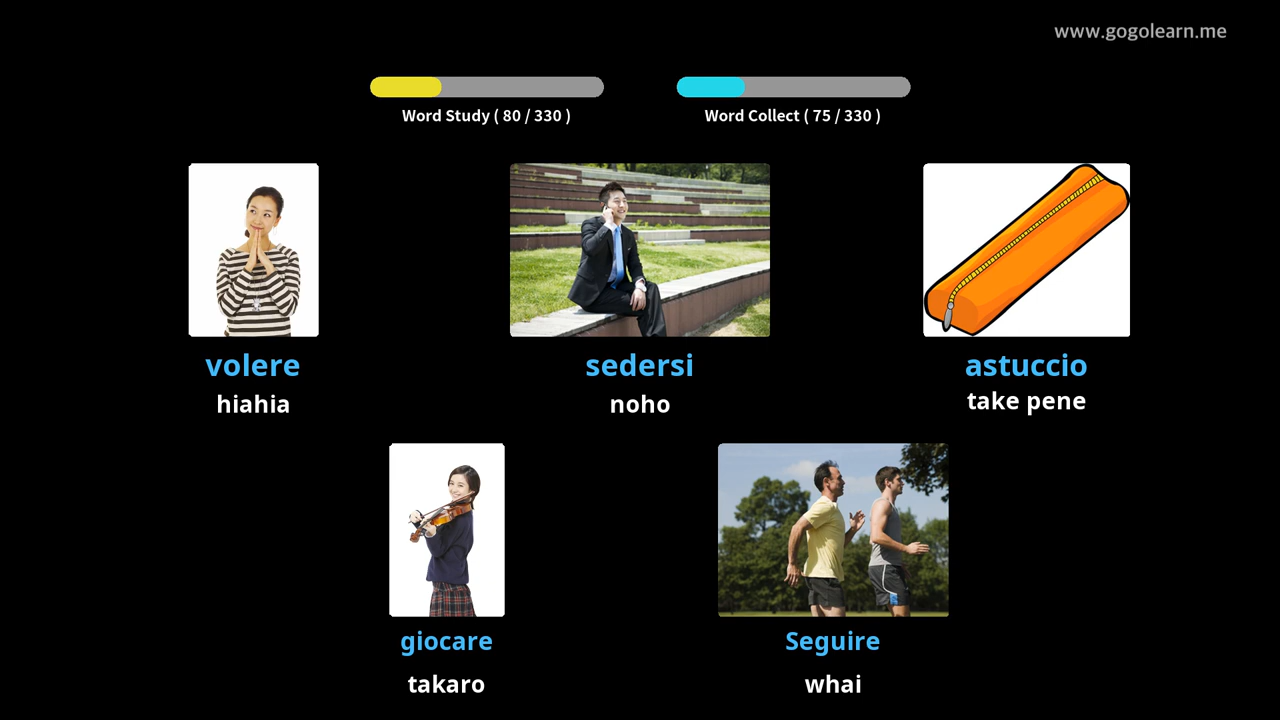 www.gogolearn.me
Word Study ( 80 / 330 )
Word Collect ( 75 / 330 )
volere
hiahia
sedersi
noho
astuccio
take pene
giocare
takaro
Seguire
whai